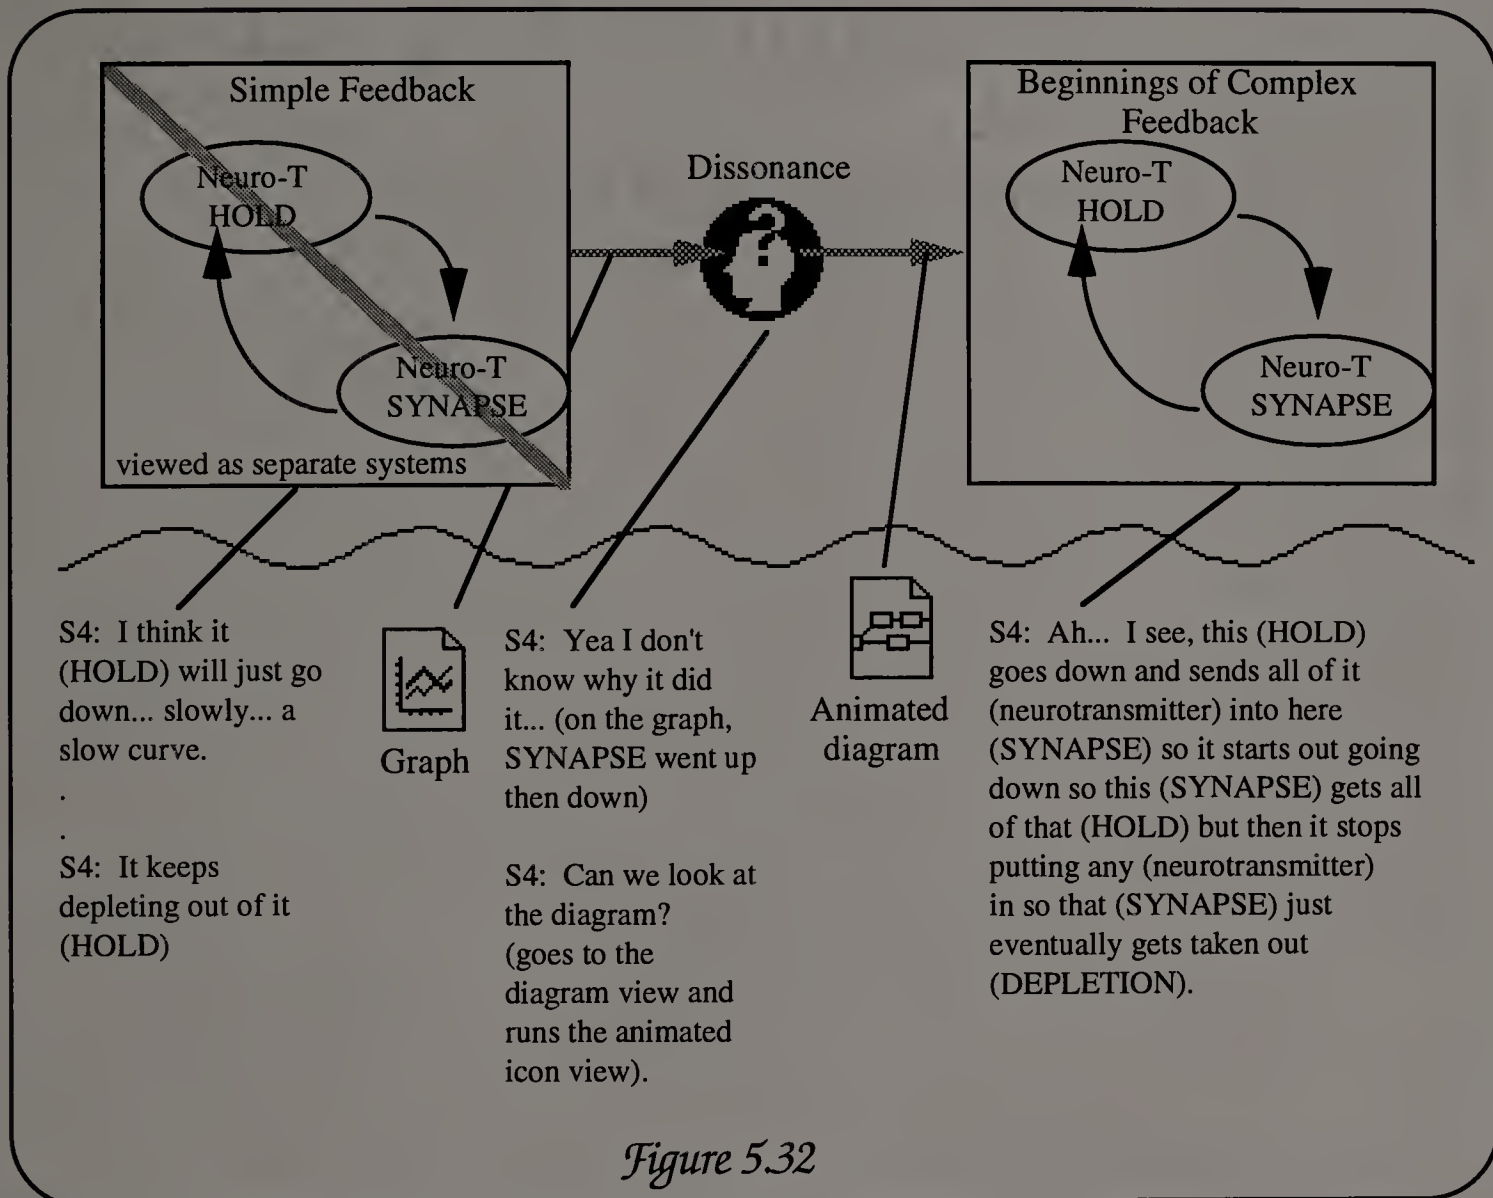 Simple Feedback
Neuro-T
HOLD
Neuro-T
SYNAPSE
viewed as separate systems
Dissonance
?
Beginnings of Complex
Feedback
Neuro-T
HOLD
Neuro-T
SYNAPSE
S4: I think it
(HOLD) will just go
down... slowly... a
slow curve.
.
.
S4: It keeps
depleting out of it
(HOLD)
Graph
S4: Yea I don't
know why it did
it... (on the graph,
SYNAPSE went up
then down)
S4: Can we look at
the diagram?
(goes to the
diagram view and
runs the animated
icon view).
Animated
diagram
S4: Ah... I see, this (HOLD)
goes down and sends all of it
(neurotransmitter) into here
(SYNAPSE) so it starts out going
down so this (SYNAPSE) gets all
of that (HOLD) but then it stops
putting any (neurotransmitter)
in so that (SYNAPSE) just
eventually gets taken out
(DEPLETION).
Figure 5.32